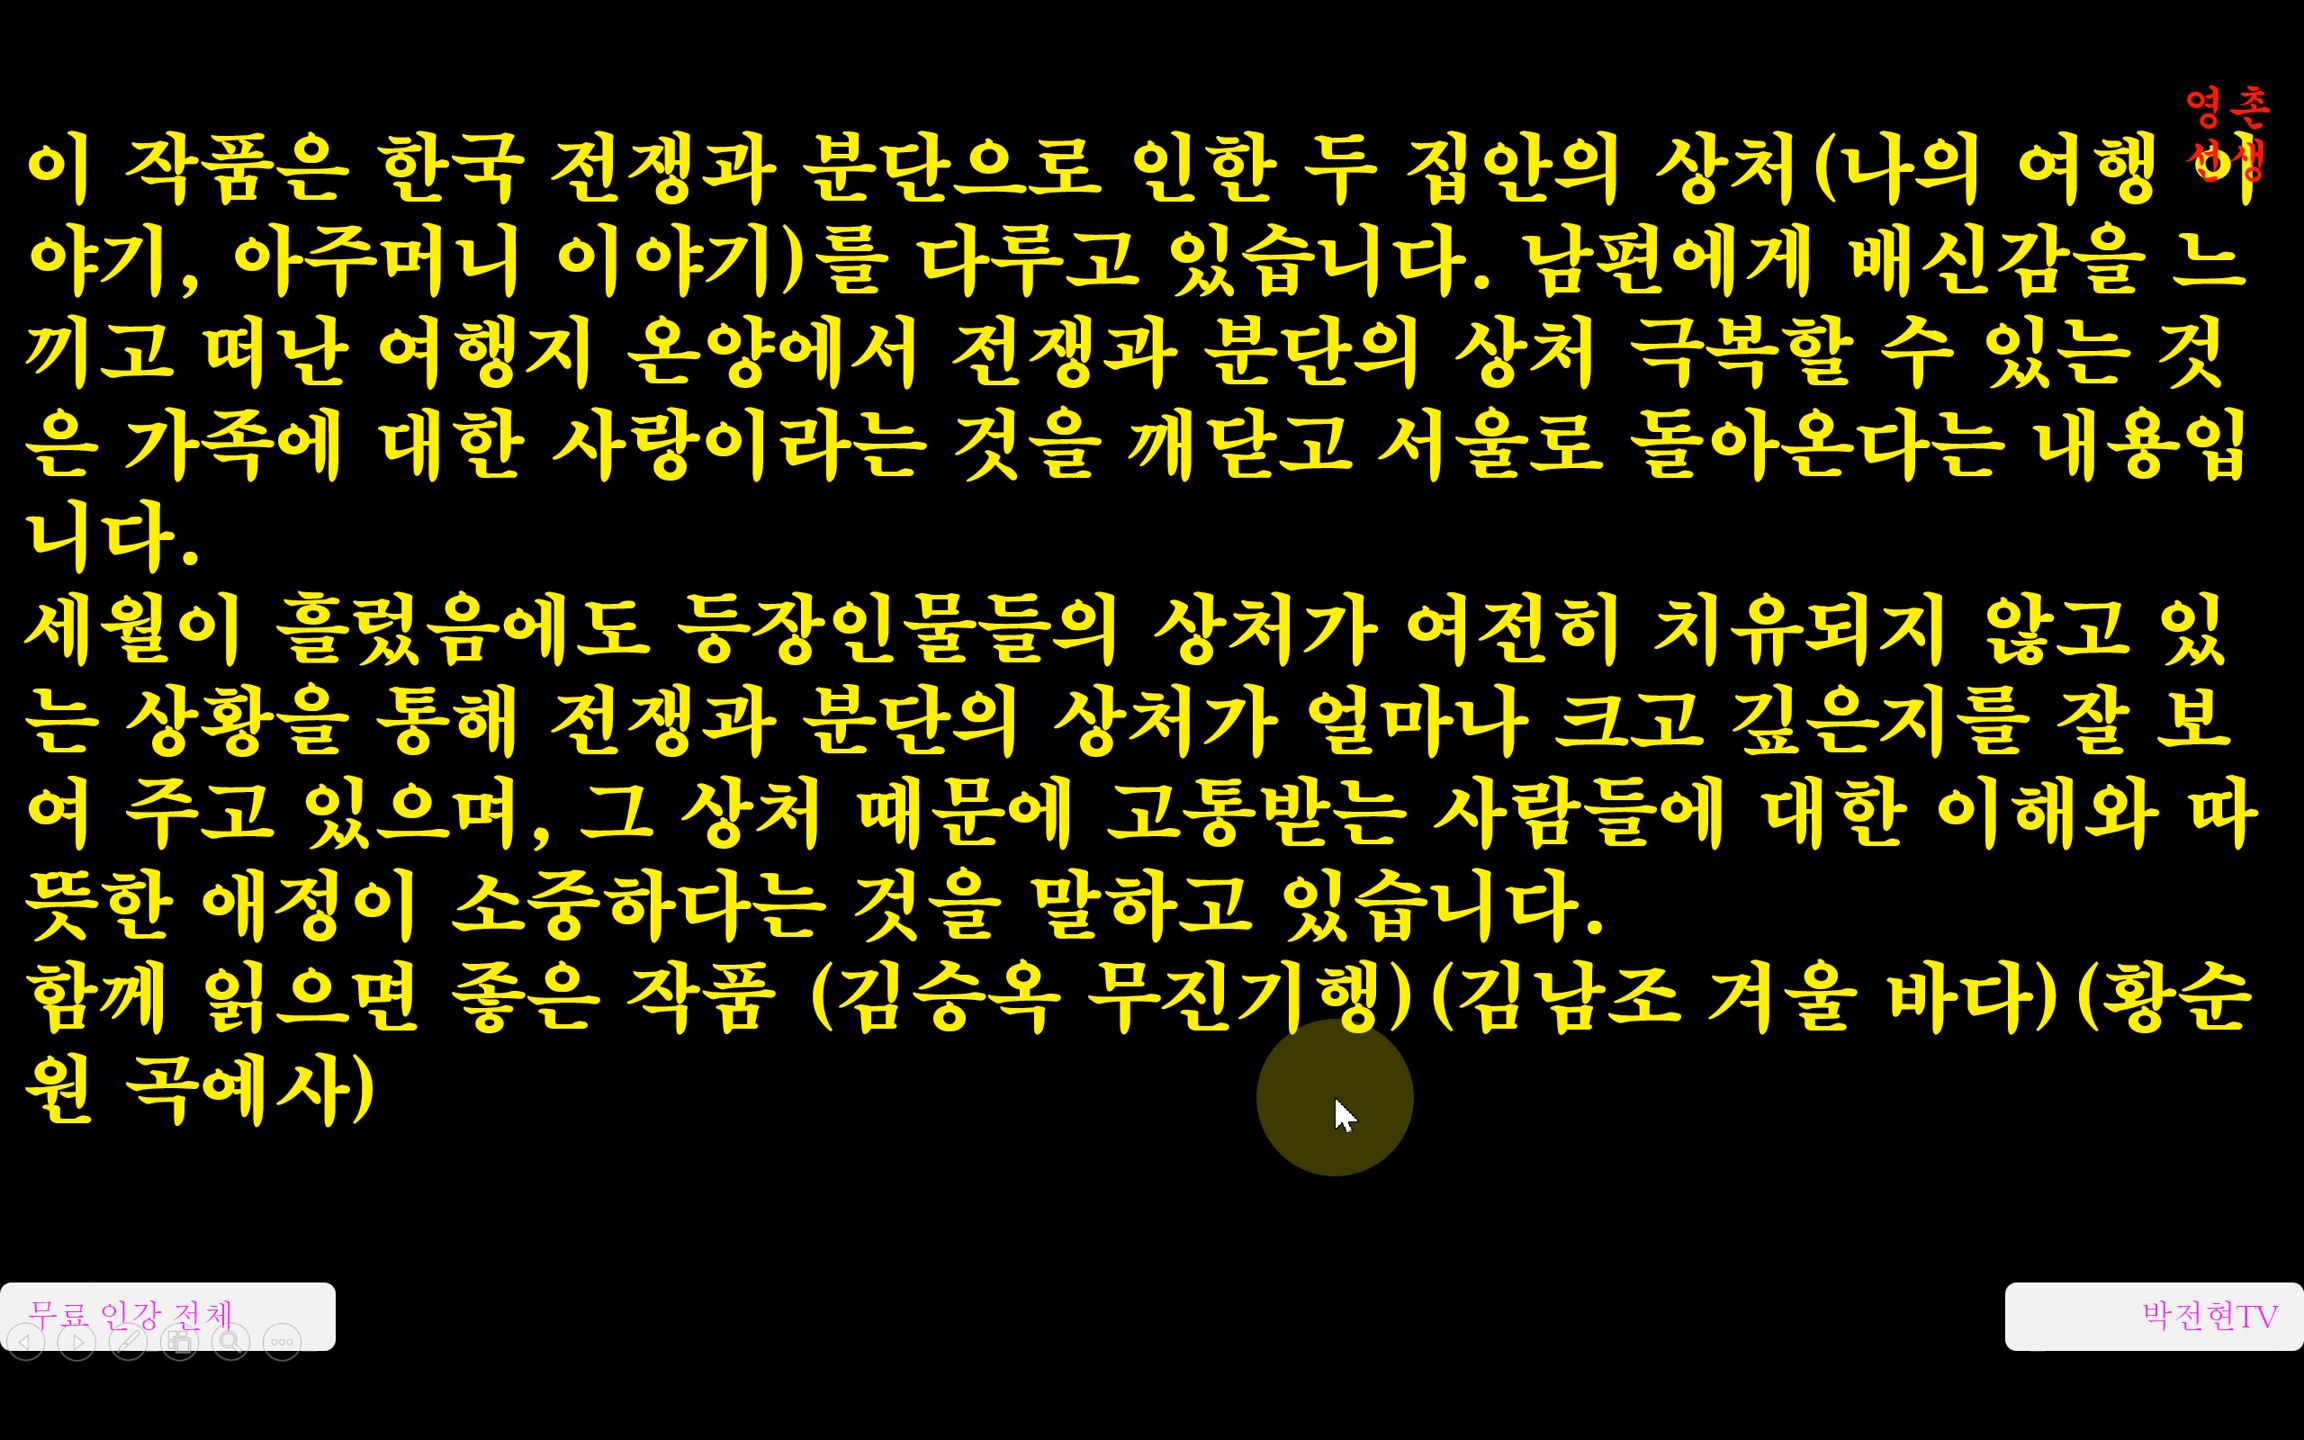 영촌
선생
이 작품은 한국 전쟁과 분단으로 인한 두 집안의 상처(나의 여행 이
야기, 아주머니 이야기)를 다루고 있습니다. 남편에게 배신감을 느
끼고 떠난 여행지 온양에서 전쟁과 분단의 상처 극복할 수 있는 것
은 가족에 대한 사랑이라는 것을 깨닫고 서울로 돌아온다는 내용입
니다.
세월이 흘렀음에도 등장인물들의 상처가 여전히 치유되지 않고 있
는 상황을 통해 전쟁과 분단의 상처가 얼마나 크고 깊은지를 잘 보
여 주고 있으며, 그 상처 때문에 고통받는 사람들에 대한 이해와 따
뜻한 애정이 소중하다는 것을 말하고 있습니다.
함께 읽으면 좋은 작품 (김승옥 무진기행)(김남조 겨울 바다)(황순
원 곡예사)
무료 인강 전체
박전현TV